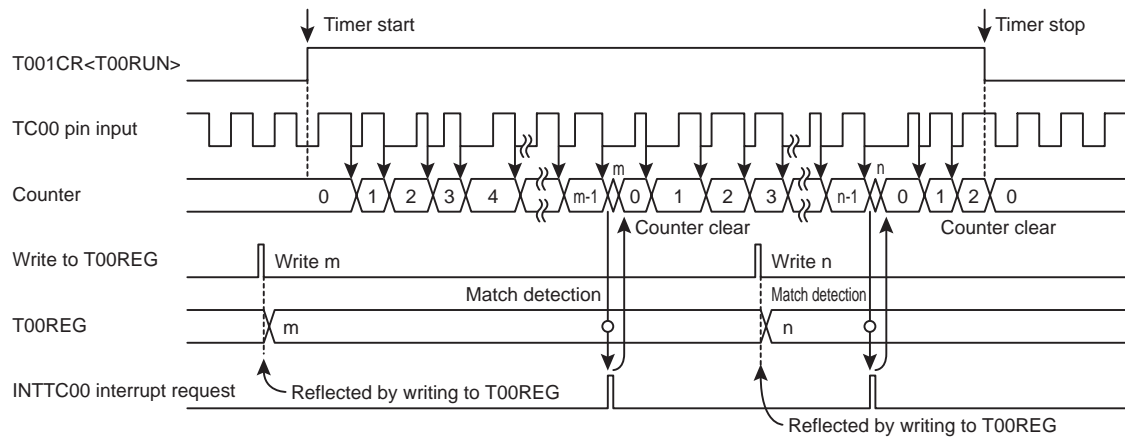 Timer start
Timer stop
T001CR<T00RUN>
TC00 pin input
m
n
Counter
0 1 2 3 4 m-1 0 1 2 3 n-1 0 1 2 0
Counter clear
Counter clear
Write to T00REG
Write m
Write n
Match detection
Match detection
T00REG
m
n
INTTC00 interrupt request
Reflected by writing to T00REG
Reflected by writing to T00REG